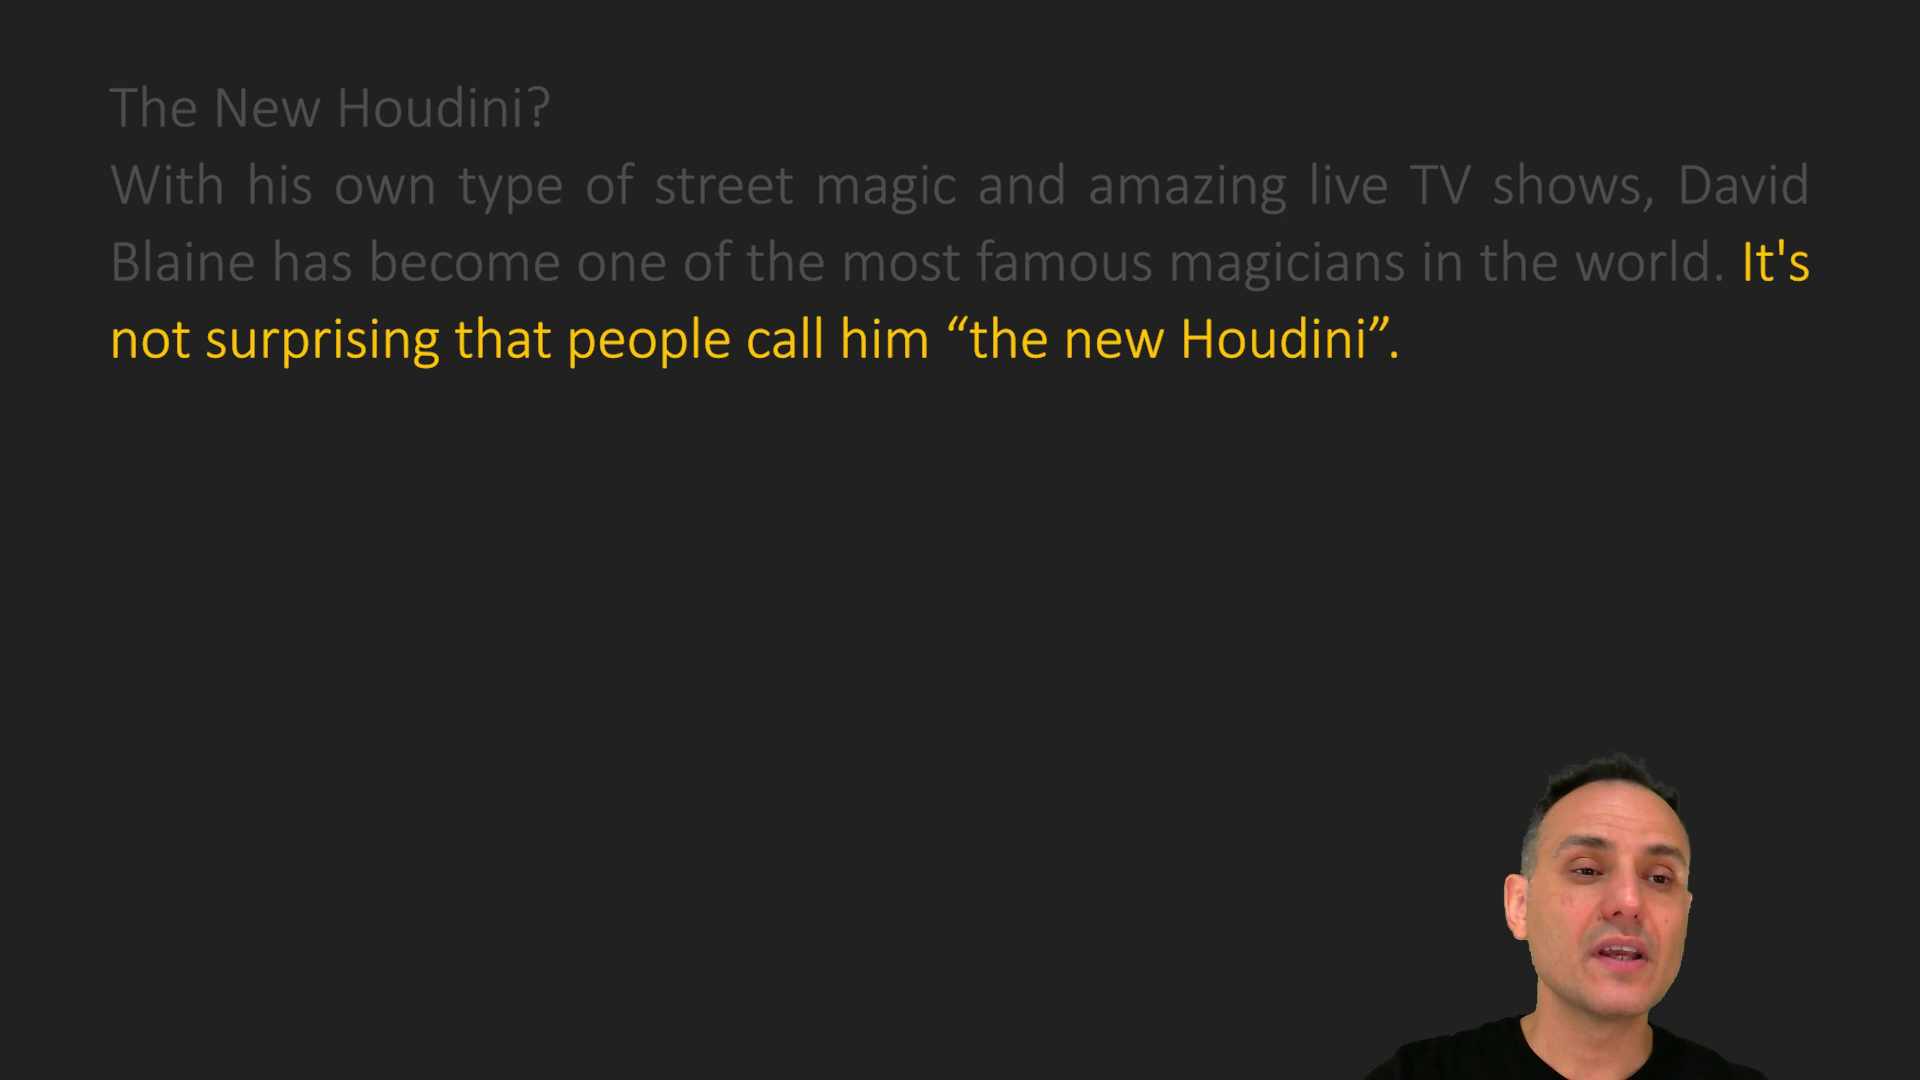 The New Houdini?
With his own type of street magic and amazing live TV shows, David
Blaine has become one of the most famous magicians in the world. It's
not surprising that people call him “the new Houdini”.